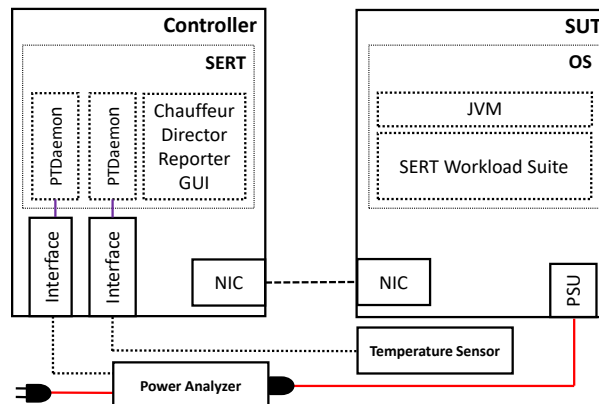 Controller
SERT
PTDaemon
PTDaemon
Chauffeur
Director
Reporter
GUI
Interface
Interface
NIC
SUT
OS
JVM
SERT Workload Suite
NIC
PSU
Temperature Sensor
Power Analyzer